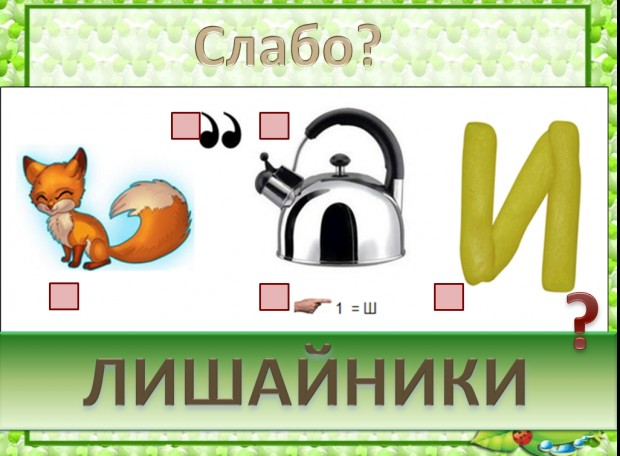 Слабо?
,, И
1 = Ш
?
ЛИШАЙНИКИ